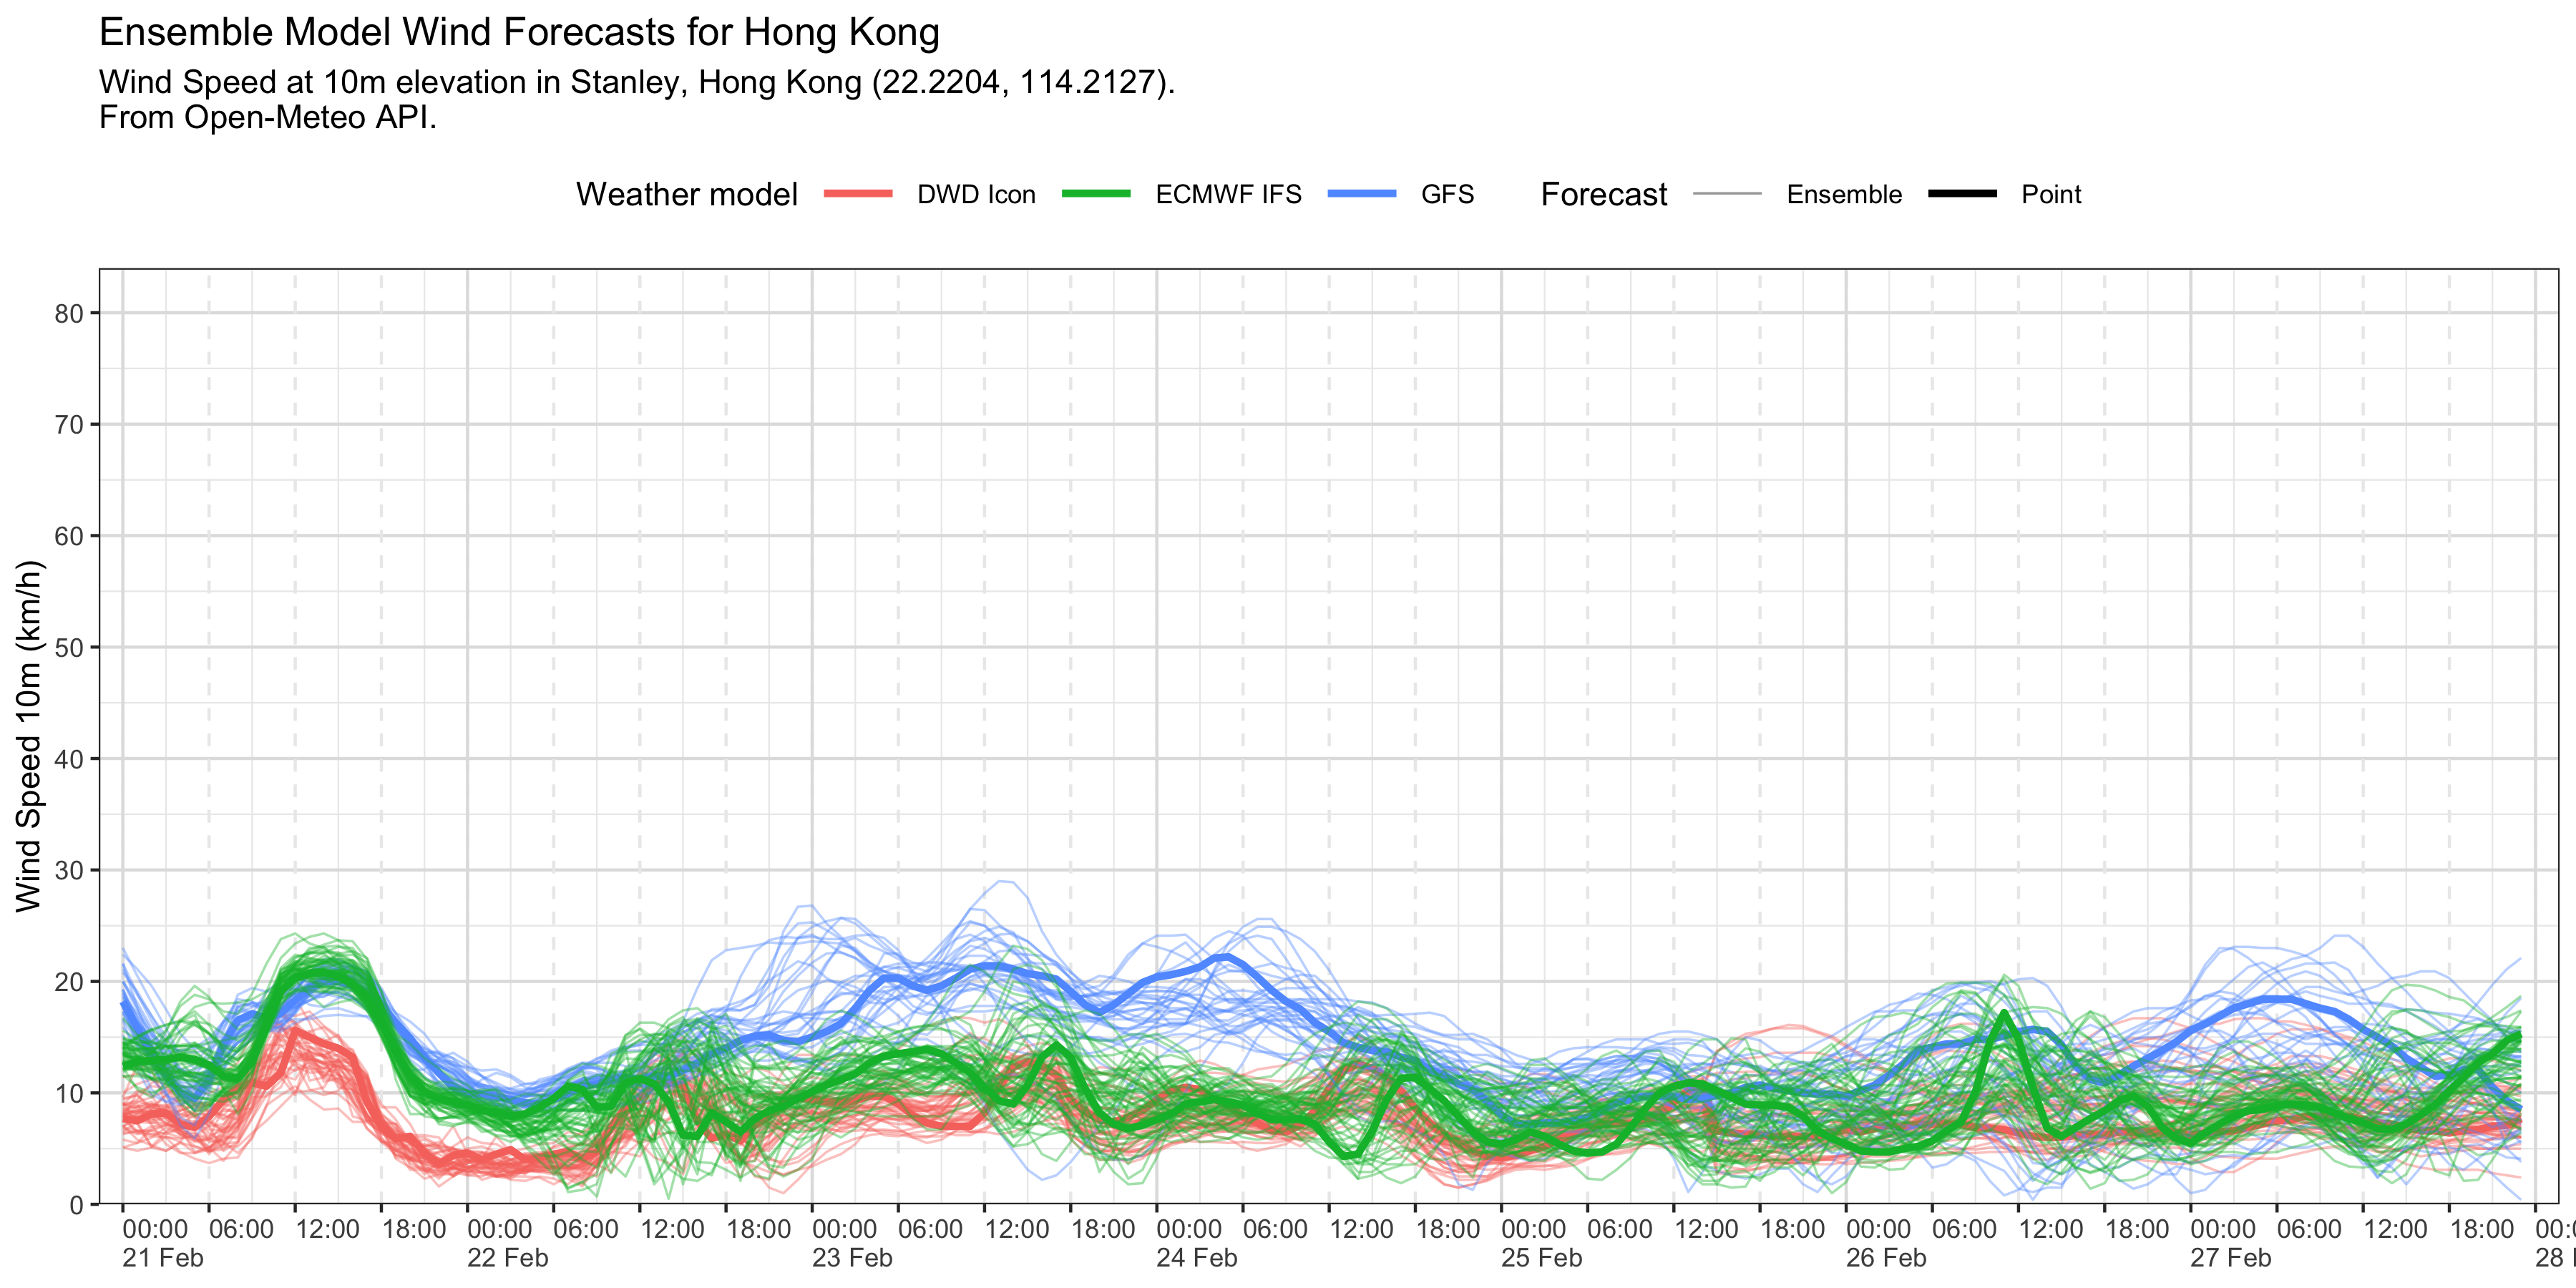 Ensemble Model Wind Forecasts for Hong Kong
Wind Speed at 10m elevation in Stanley, Hong Kong (22.2204, 114.2127).
From Open-Meteo API.
Weather model DWD Icon ECMWF IFS GFS Forecast Ensemble Point
Wind Speed 10m (km/h)
80
70
60
50
40
30
20
10
0
00:00 06:00 12:00 18:00 00:00 06:00 12:00 18:00 00:00 06:00 12:00 18:00 00:00 06:00 12:00 18:00 00:00 06:00 12:00 18:00 00:00 06:00 12:00 18:00 00:00 06:00 12:00 18:00
21 Feb 22 Feb 23 Feb 24 Feb 25 Feb 26 Feb 27 Feb 28